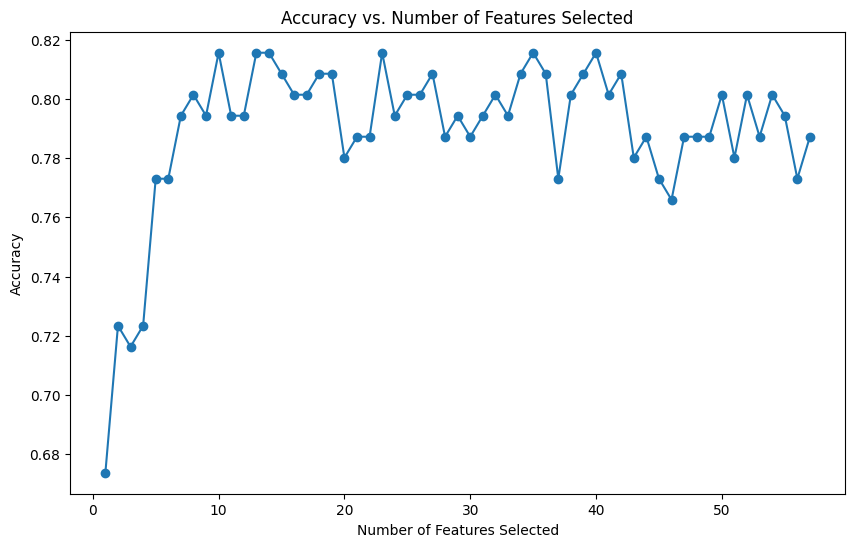 Accuracy vs. Number of Features Selected
0.82
0.80
0.78
0.76
0.74
0.72
0.70
0.68
Accuracy
0 10 20 30 40 50
Number of Features Selected